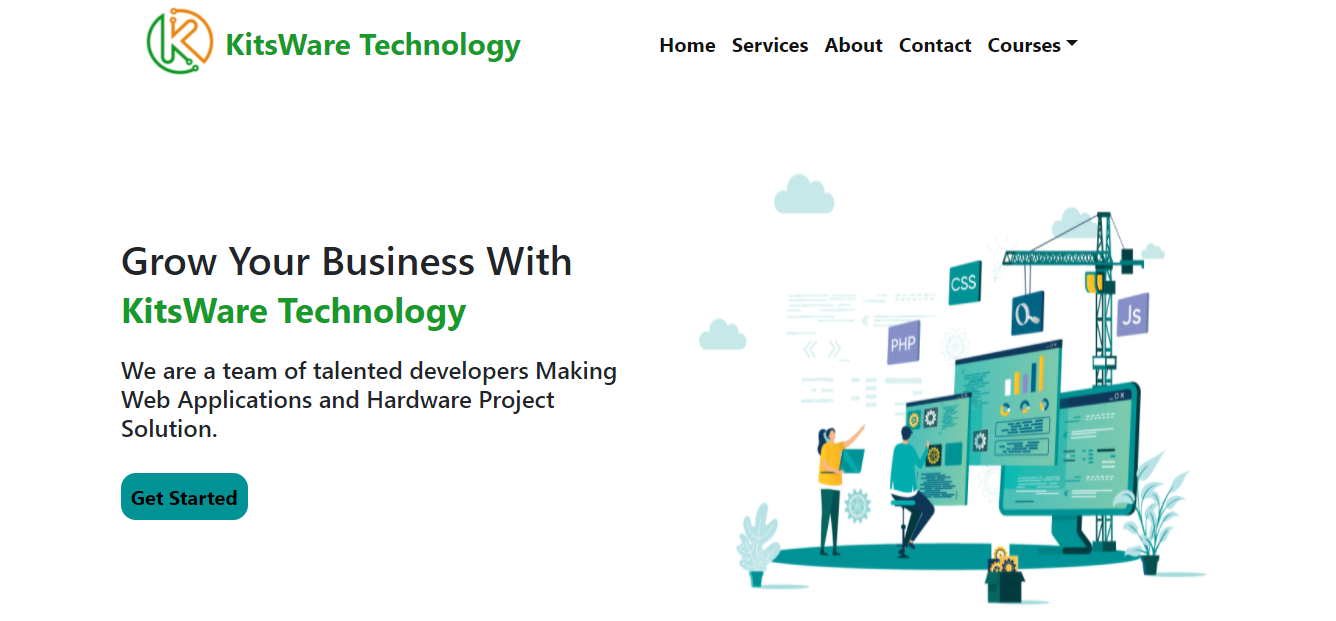 KitsWare Technology
Home Services About Contact Courses
Grow Your Business With
KitsWare Technology
We are a team of talented developers Making
Web Applications and Hardware Project
Solution.
Get Started
CSS
Js
PHP